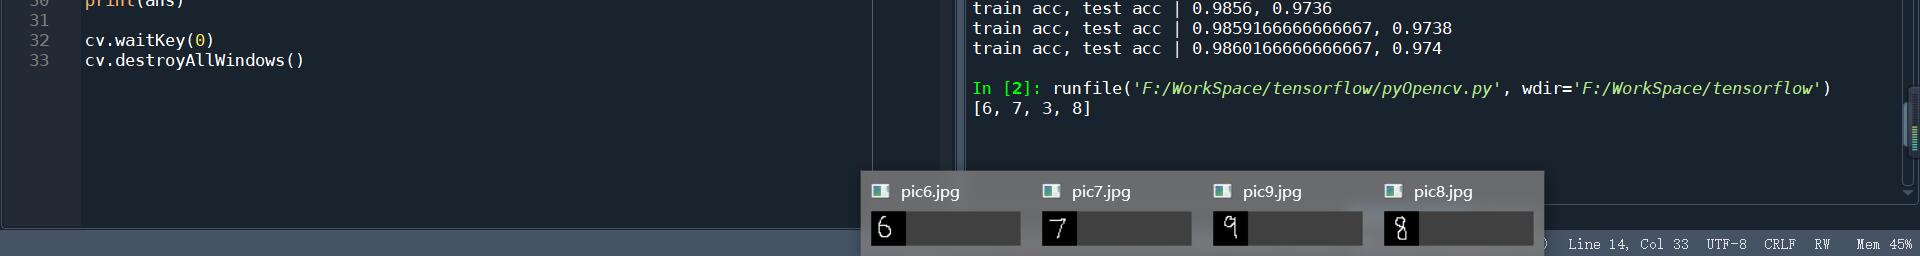 30 print(ans)
31
32 cv.waitKey(0)
33 cv.destroyAllWindows()
train acc, test acc | 0.9856, 0.9736
train acc, test acc | 0.9859166666666667, 0.9738
train acc, test acc | 0.9860166666666667, 0.974
In [2]: runfile('F:/WorkSpace/tensorflow/pyOpencv.py', wdir='F:/WorkSpace/tensorflow')
[6, 7, 3, 8]
pic6.jpg pic7.jpg pic9.jpg pic8.jpg
6 7 9 8
) Line 14, Col 33 UTF-8 CRLF RW Mem 45%